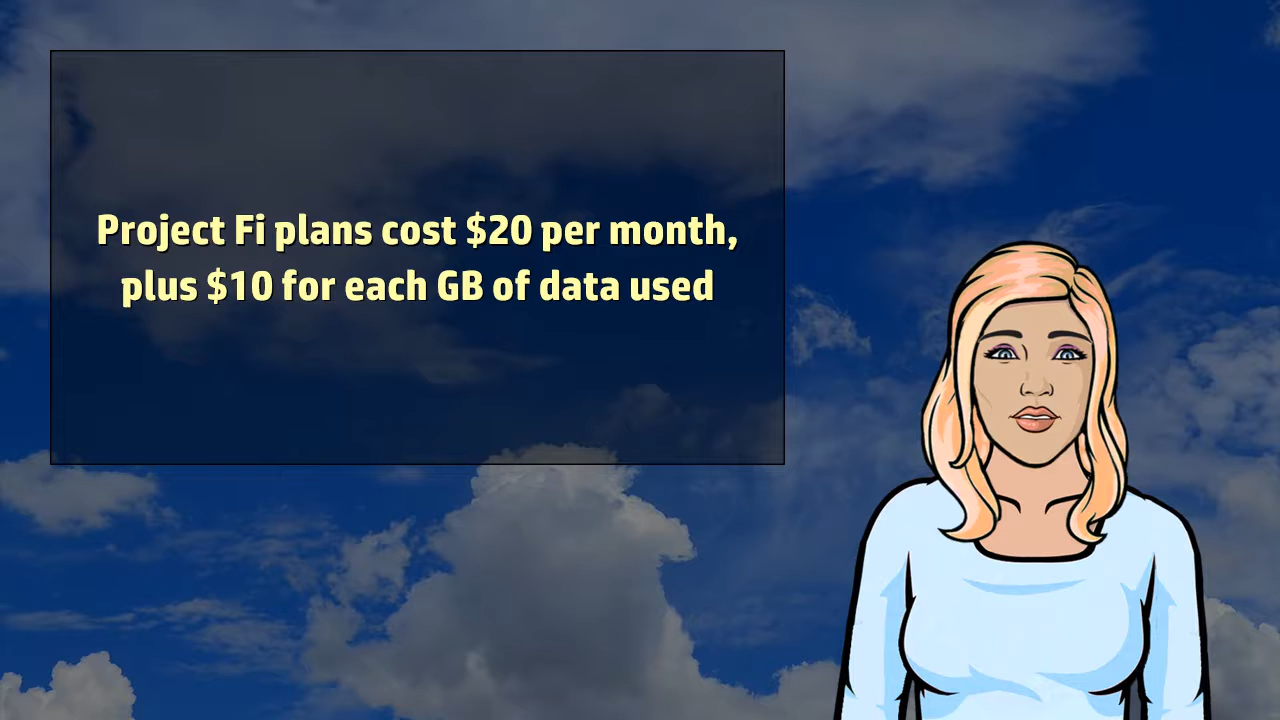 Project Fi plans cost $20 per month,
plus $10 for each GB of data used